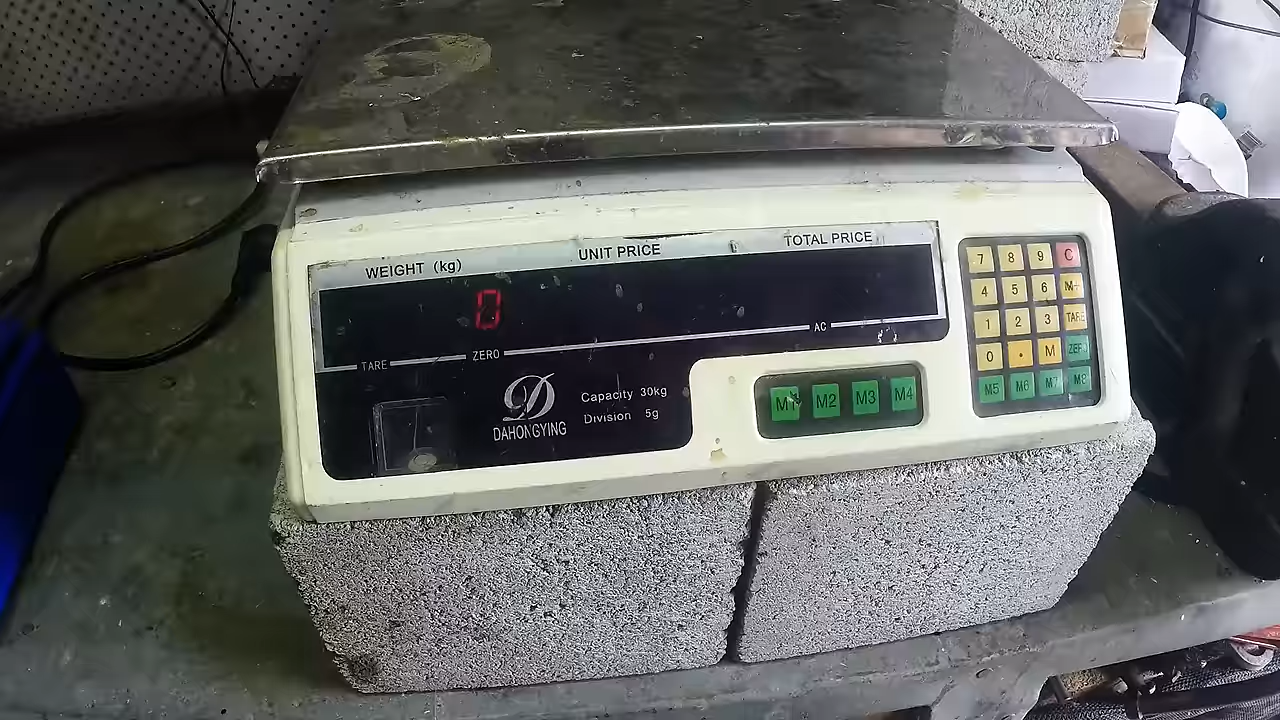 WEIGHT (kg) UNIT PRICE TOTAL PRICE
0
TARE ZERO AC
D
DAHONGYING
Capacity 30kg
Division 5g
M1 M2 M3 M4
7 8 9 C
4 5 6 M+
1 2 3 TARE
0 . M ZERO
M5 M6 M7 M8